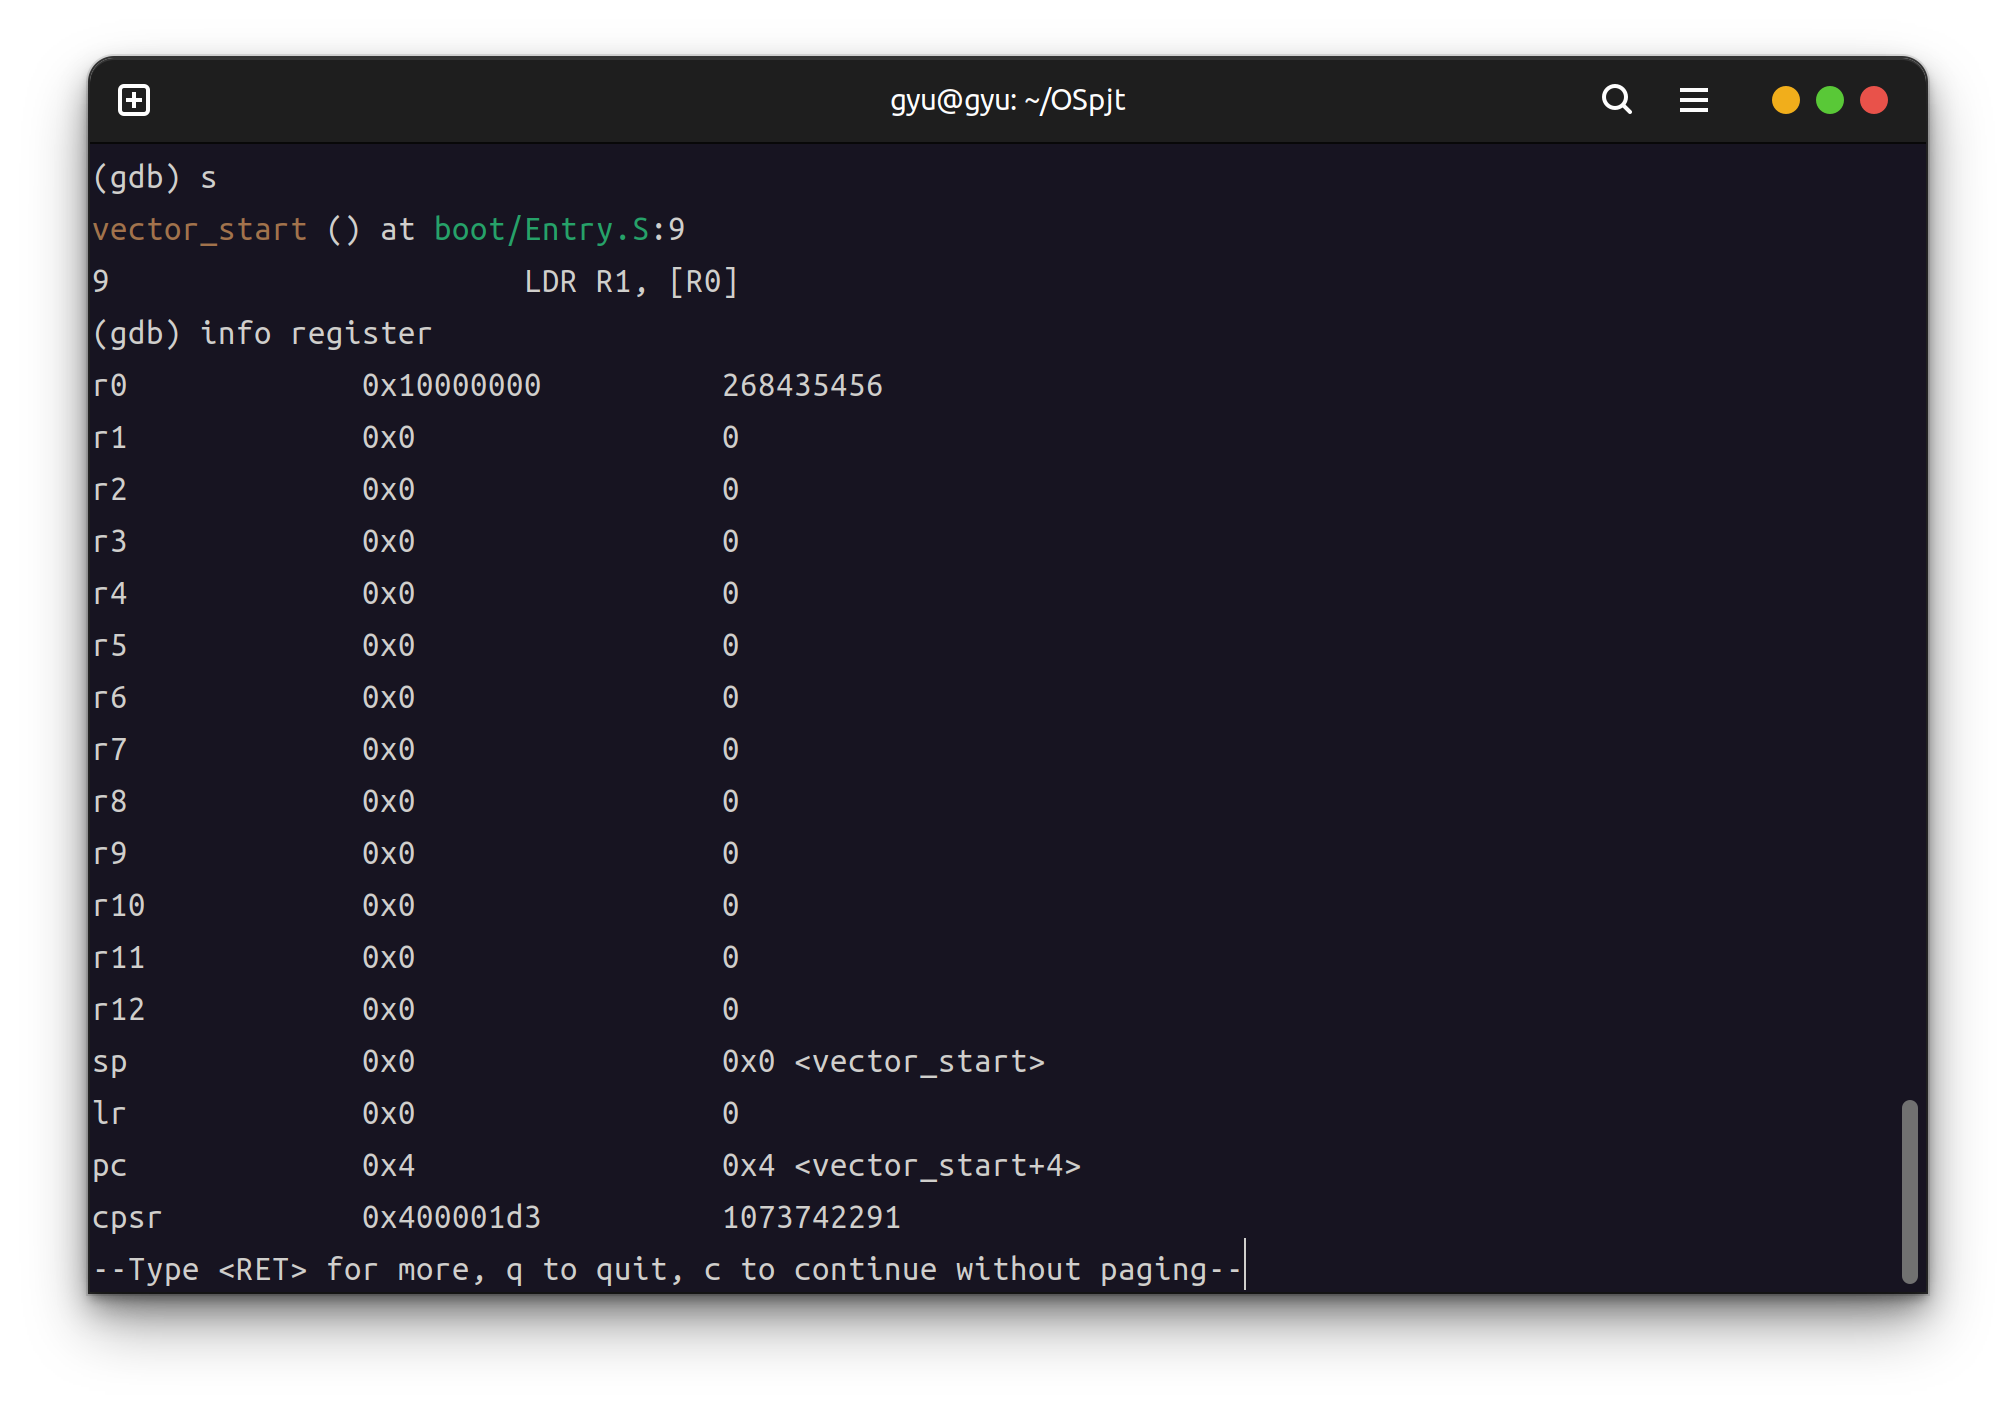 gyu@gyu: ~/OSpjt
(gdb) s
vector_start () at boot/Entry.S:9
9                       LDR R1, [R0]
(gdb) info register
r0             0x10000000          268435456
r1             0x0                 0
r2             0x0                 0
r3             0x0                 0
r4             0x0                 0
r5             0x0                 0
r6             0x0                 0
r7             0x0                 0
r8             0x0                 0
r9             0x0                 0
r10            0x0                 0
r11            0x0                 0
r12            0x0                 0
sp             0x0                 0x0 <vector_start>
lr             0x0                 0
pc             0x4                 0x4 <vector_start+4>
cpsr           0x400001d3          1073742291
--Type <RET> for more, q to quit, c to continue without paging--